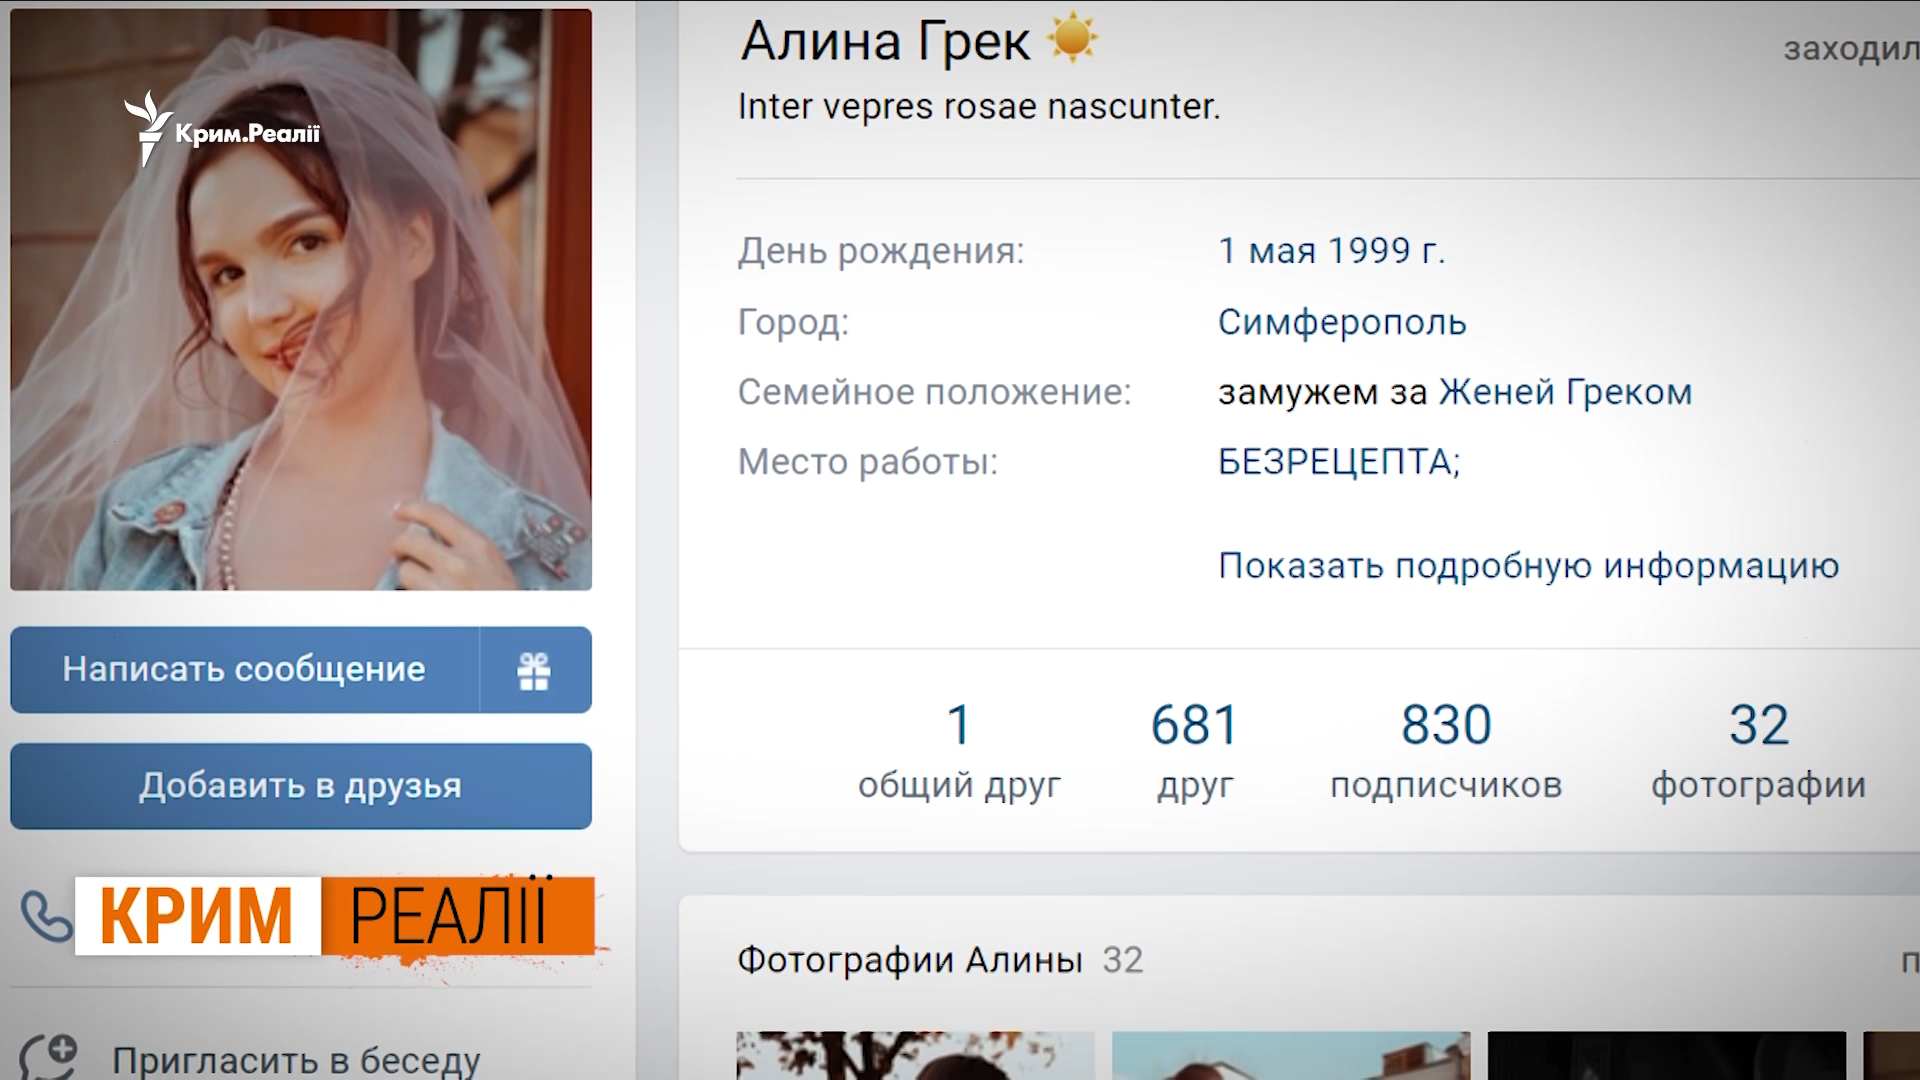 Крим.Реалії
Алина Грек
заходил
Inter vepres rosae nascunter.
День рождения: 1 мая 1999 г.
Город: Симферополь
Семейное положение: замужем за Женей Греком
Место работы: БЕЗРЕЦЕПТА;
Показать подробную информацию
Написать сообщение
Добавить в друзья
1 681 830 32
общий друг друг подписчиков фотографии
КРИМ РЕАЛІЇ
Фотографии Алины 32
п
Пригласить в беседу